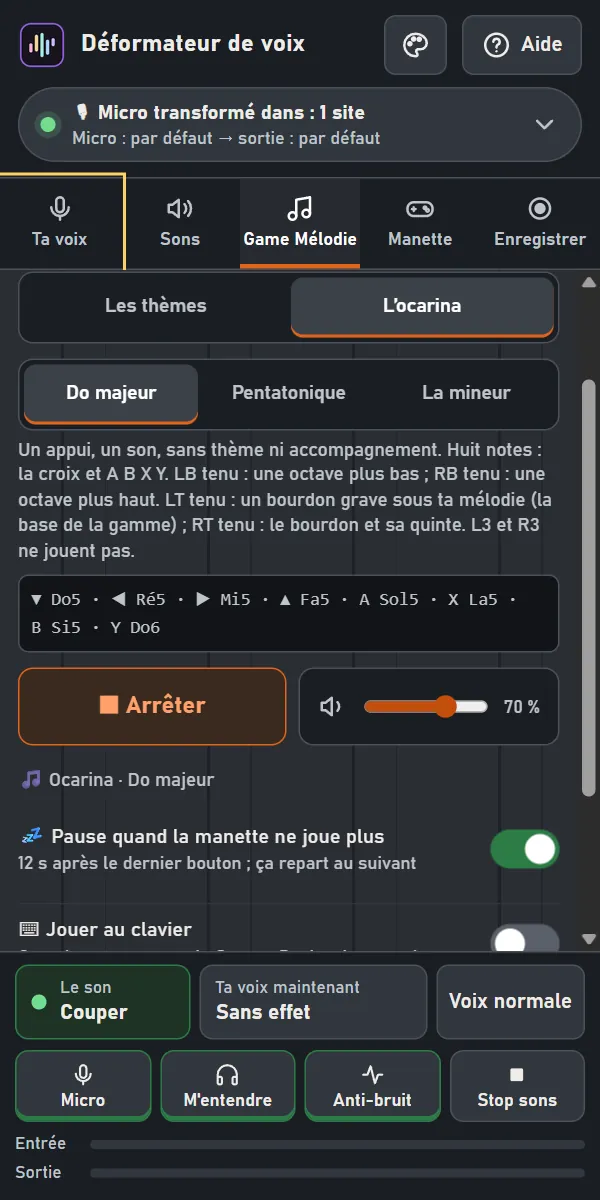 Déformateur de voix
Aide
🎙 Micro transformé dans : 1 site
Micro : par défaut → sortie : par défaut
Ta voix
Sons
Game Mélodie
Manette
Enregistrer
Les thèmes
L'ocarina
Do majeur
Pentatonique
La mineur
Un appui, un son, sans thème ni accompagnement. Huit notes :
la croix et A B X Y. LB tenu : une octave plus bas ; RB tenu : une
octave plus haut. LT tenu : un bourdon grave sous ta mélodie (la
base de la gamme) ; RT tenu : le bourdon et sa quinte. L3 et R3
ne jouent pas.
▼ Do5 · ◀ Ré5 · ▶ Mi5 · ▲ Fa5 · A Sol5 · X La5 ·
B Si5 · Y Do6
■ Arrêter
70 %
🎵 Ocarina · Do majeur
💤 Pause quand la manette ne joue plus
12 s après le dernier bouton ; ça repart au suivant
⌨ Jouer au clavier
Le son
Couper
Ta voix maintenant
Sans effet
Voix normale
Micro
M'entendre
Anti-bruit
Stop sons
Entrée
Sortie